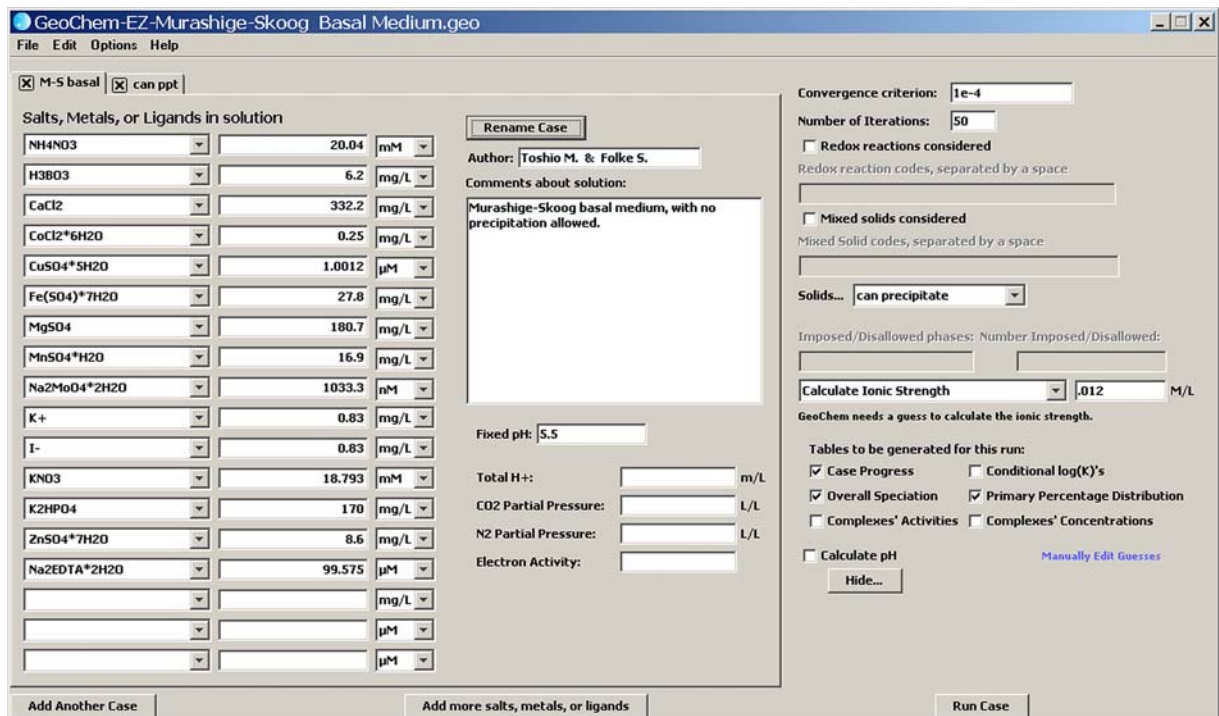 GeoChem-EZ-Murashige-Skoog Basal Medium.geo
File Edit Options Help
M-S basal can ppt
Salts, Metals, or Ligands in solution
NH4NO3 20.04 mM
H3BO3 6.2 mg/L
CaCl2 332.2 mg/L
CoCl2*6H2O 0.25 mg/L
CuSO4*5H2O 1.0012 µM
Fe(SO4)*7H2O 27.8 mg/L
MgSO4 180.7 mg/L
MnSO4*H2O 16.9 mg/L
Na2MoO4*2H2O 1033.3 nM
K+ 0.83 mg/L
I- 0.83 mg/L
KNO3 18.793 mM
K2HPO4 170 mg/L
ZnSO4*7H2O 8.6 mg/L
Na2EDTA*2H2O 99.575 µM
mg/L
µM
µM
Rename Case
Author: Toshio M. & Folke S.
Comments about solution:
Murashige-Skoog basal medium, with no
precipitation allowed.
Fixed pH: 5.5
Total H+: m/L
CO2 Partial Pressure: L/L
N2 Partial Pressure: L/L
Electron Activity:
Convergence criterion: 1e-4
Number of Iterations: 50
Redox reactions considered
Redox reaction codes, separated by a space
Mixed solids considered
Mixed Solid codes, separated by a space
Solids... can precipitate
Imposed/Disallowed phases: Number Imposed/Disallowed:
Calculate Ionic Strength .012 M/L
GeoChem needs a guess to calculate the ionic strength.
Tables to be generated for this run:
Case Progress Conditional log(K)'s
Overall Speciation Primary Percentage Distribution
Complexes' Activities Complexes' Concentrations
Calculate pH Manually Edit Guesses
Hide...
Add Another Case Add more salts, metals, or ligands Run Case